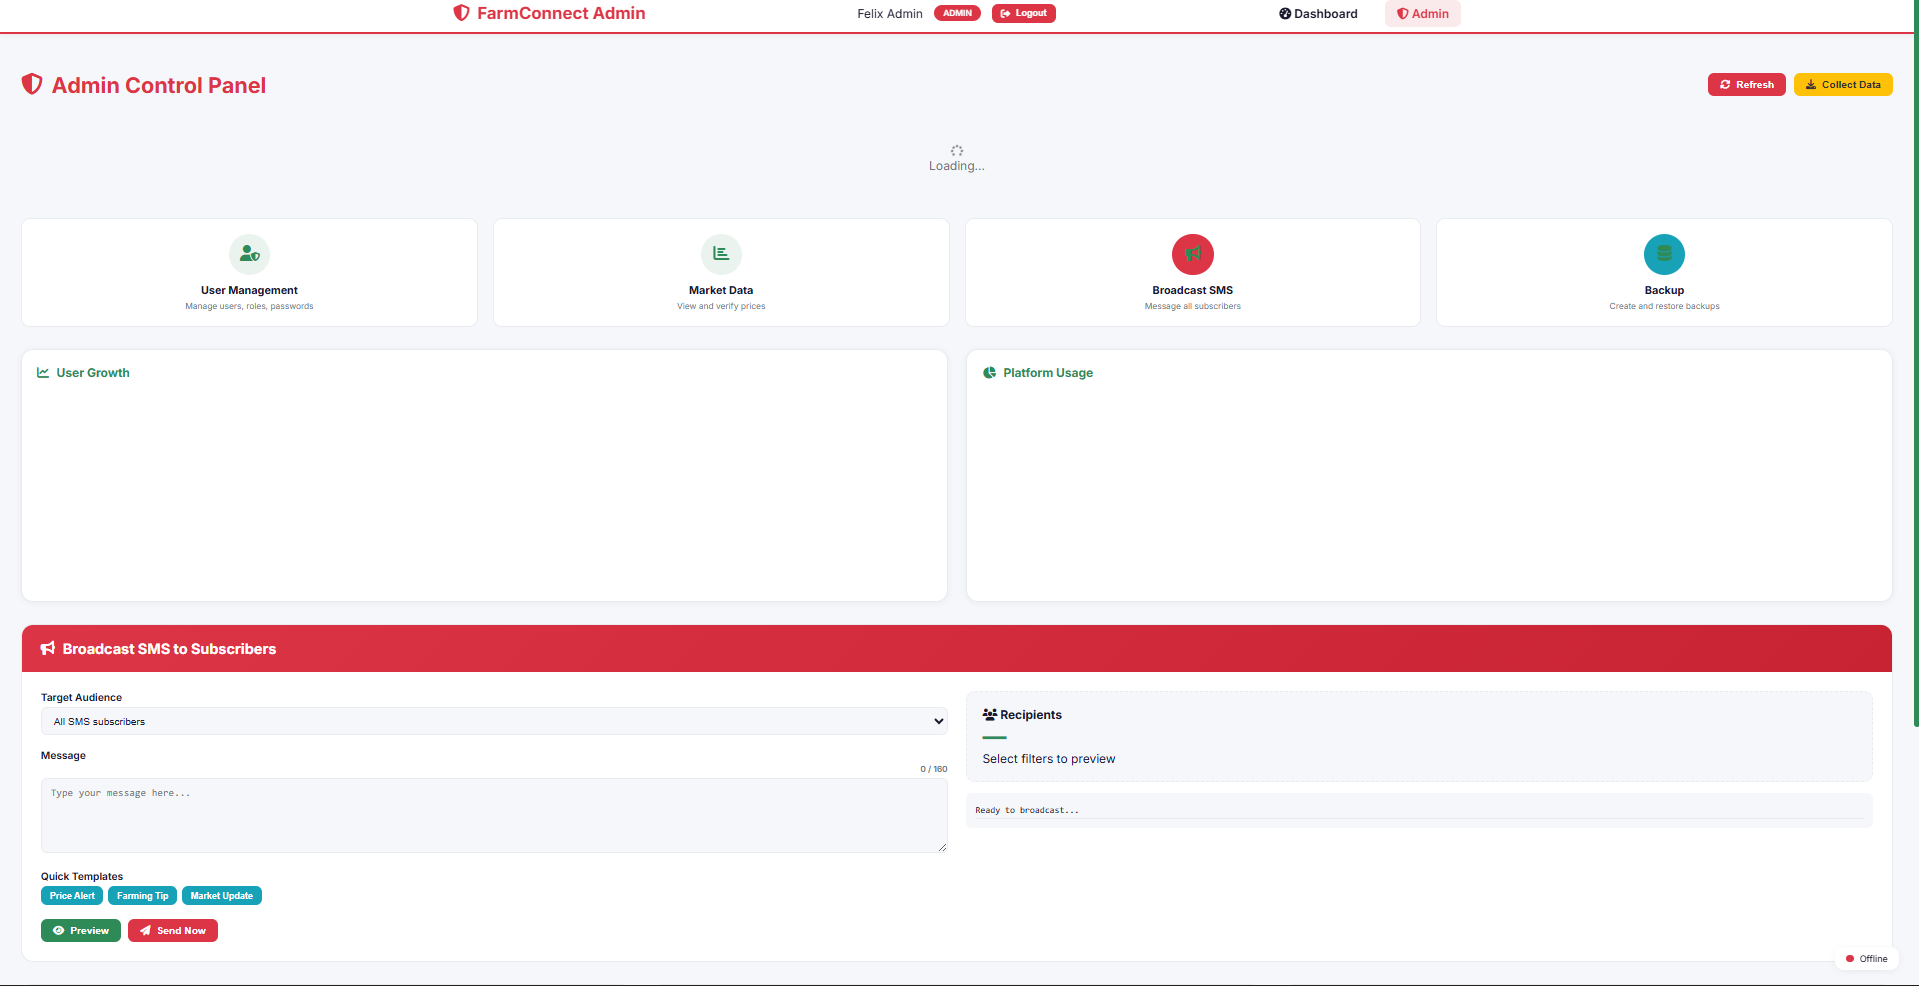 FarmConnect Admin
Felix Admin ADMIN Logout
Dashboard Admin
Admin Control Panel
Refresh Collect Data
Loading...
User Management
Manage users, roles, passwords
Market Data
View and verify prices
Broadcast SMS
Message all subscribers
Backup
Create and restore backups
User Growth
Platform Usage
Broadcast SMS to Subscribers
Target Audience
All SMS subscribers
Message
0 / 160
Type your message here...
Quick Templates
Price Alert Farming Tip Market Update
Preview Send Now
Recipients
Select filters to preview
Ready to broadcast...
Offline